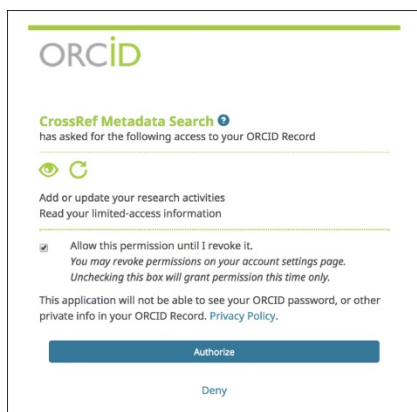 ORCID
CrossRef Metadata Search ?
has asked for the following access to your ORCID Record
Add or update your research activities
Read your limited-access information
Allow this permission until I revoke it.
You may revoke permissions on your account settings page.
Unchecking this box will grant permission this time only.
This application will not be able to see your ORCID password, or other
private info in your ORCID Record. Privacy Policy.
Authorize
Deny